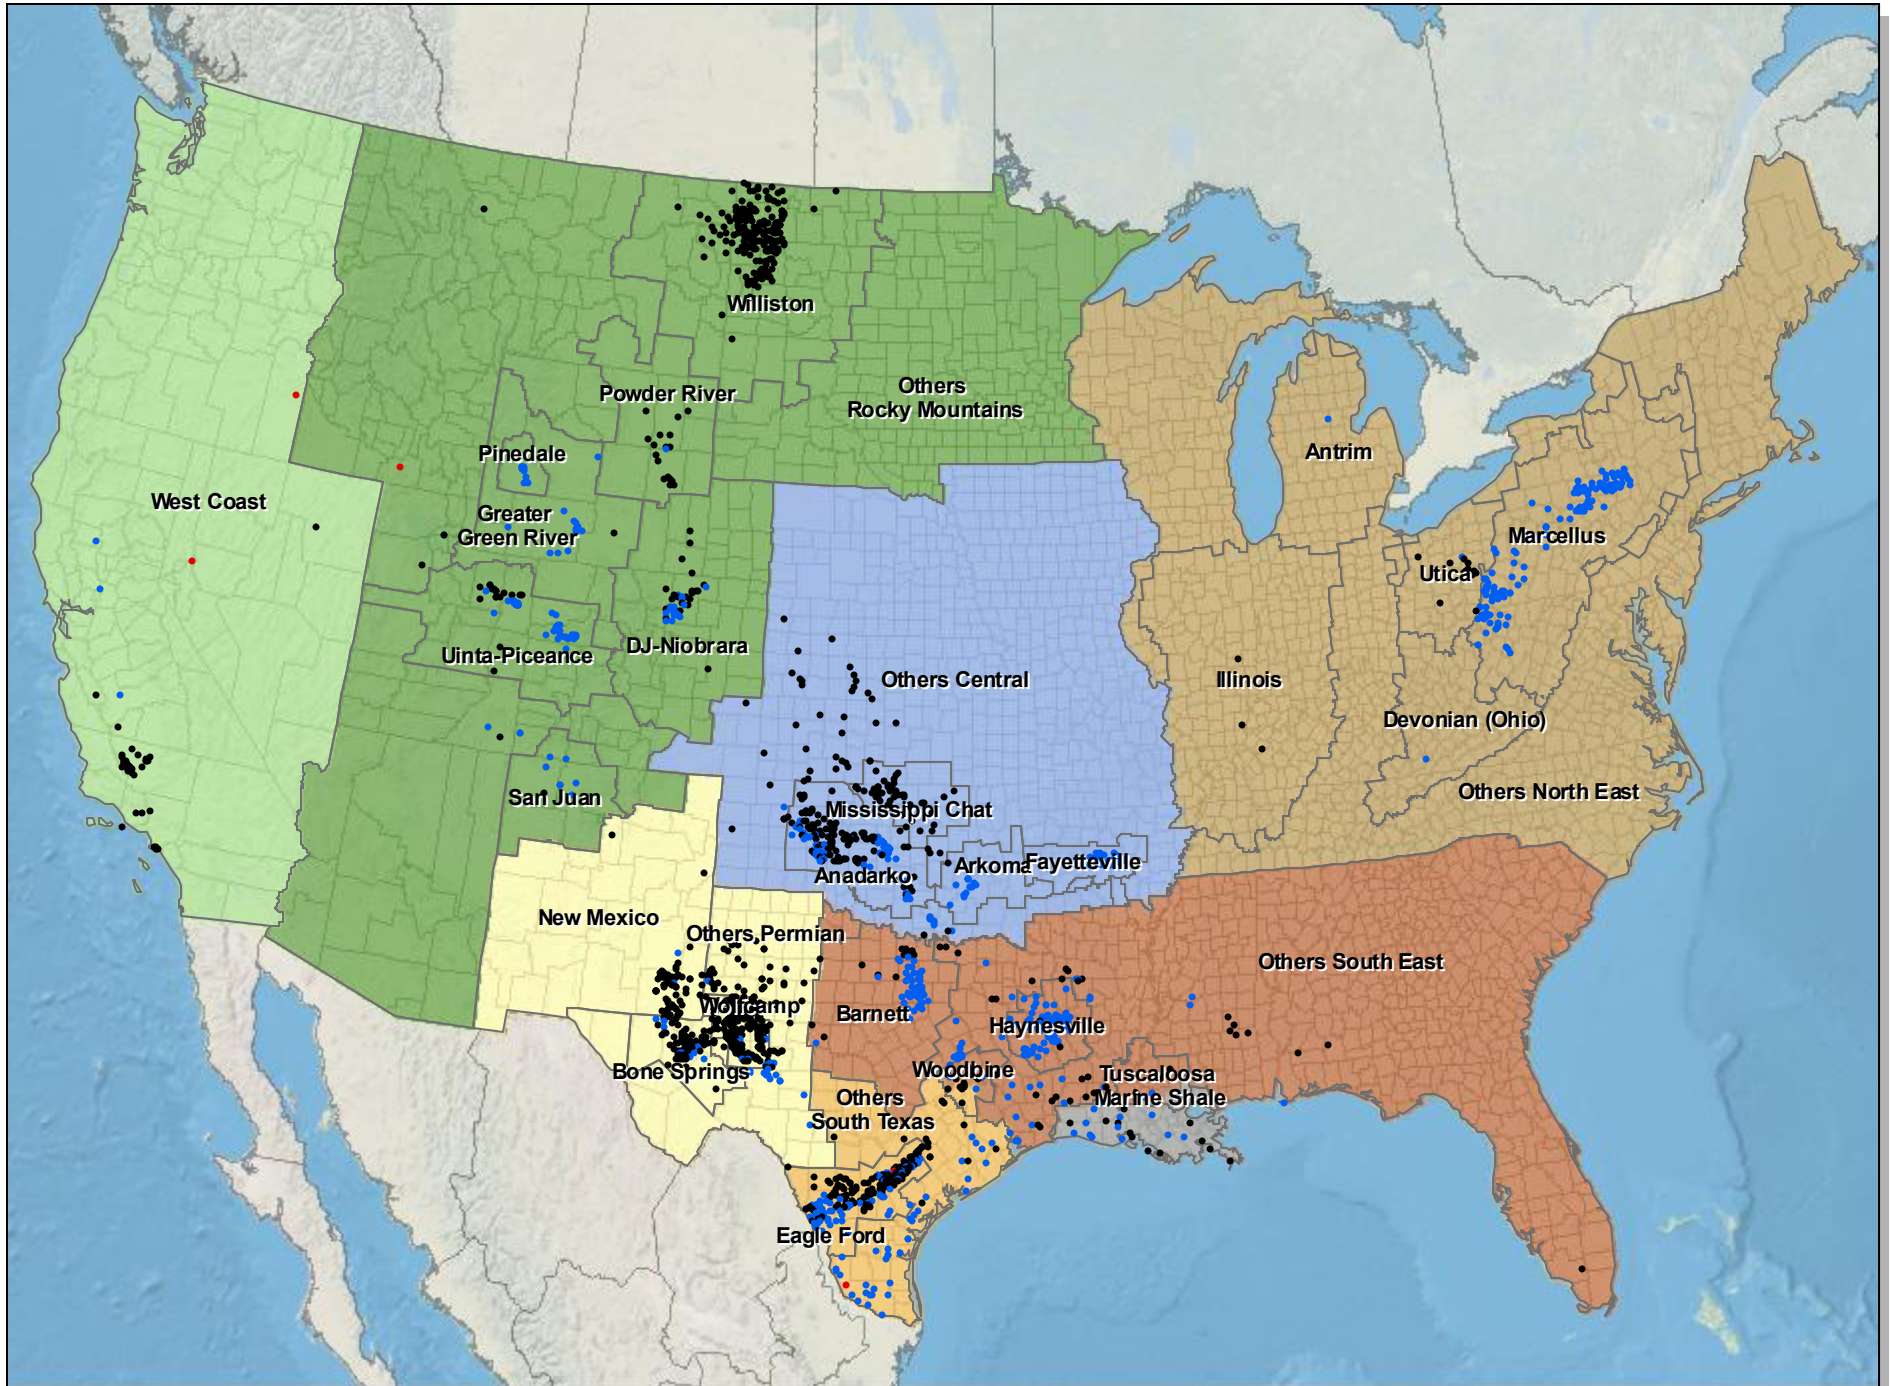 Williston
Powder River
Others
Rocky Mountains
Pinedale
Antrim
West Coast
Greater
Green River
Marcellus
Utica
Uinta-Piceance
DJ-Niobrara
Others Central
Illinois
Devonian (Ohio)
San Juan
Others North East
Mississippi Chat
Anadarko
Arkoma
Fayetteville
New Mexico
Others Permian
Others South East
Wolfcamp
Barnett
Haynesville
Bone Springs
Woodbine
Tuscaloosa
Marine Shale
Others
South Texas
Eagle Ford